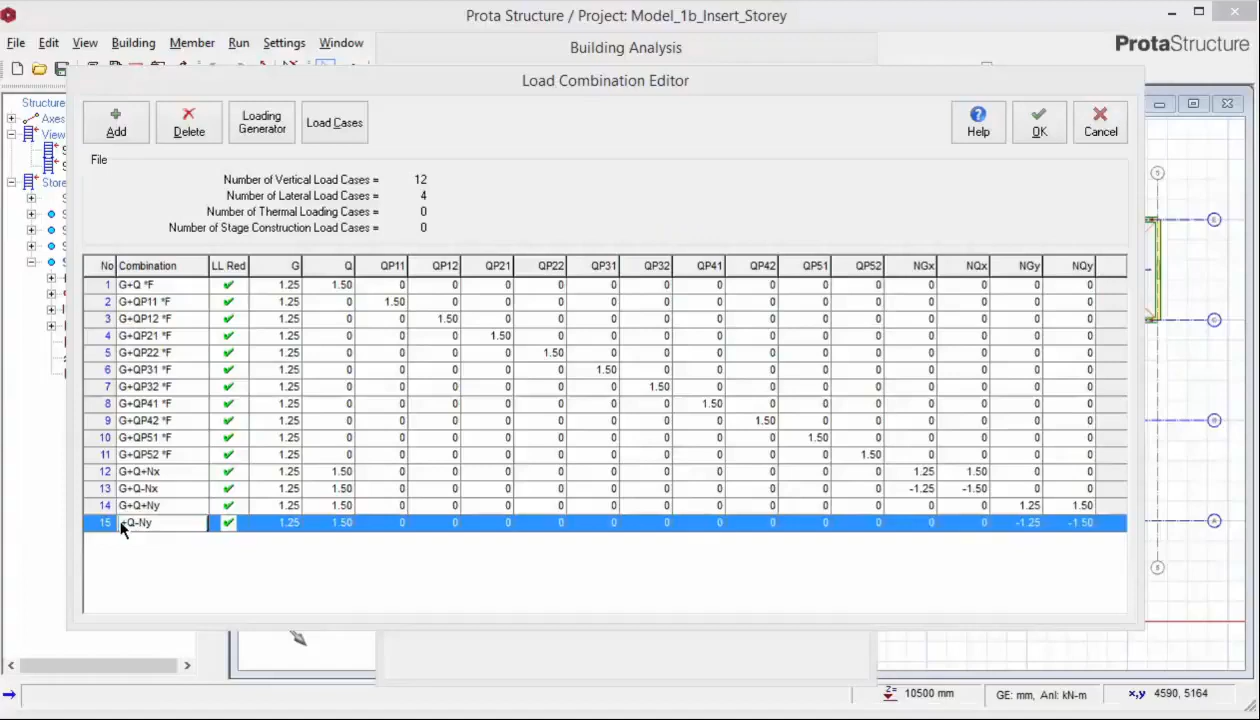 Prota Structure / Project: Model_1b_Insert_Storey
File Edit View Building Member Run Settings Window
ProtaStructure
Building Analysis
Load Combination Editor
Add
Delete
Loading Generator
Load Cases
Help
OK
Cancel
File
Number of Vertical Load Cases = 12
Number of Lateral Load Cases = 4
Number of Thermal Loading Cases = 0
Number of Stage Construction Load Cases = 0
No Combination LL Red G Q QP11 QP12 QP21 QP22 QP31 QP32 QP41 QP42 QP51 QP52 NGx NQx NGy NQy
1 G+Q *F 1.25 1.50 0 0 0 0 0 0 0 0 0 0 0 0 0 0
2 G+QP11 *F 1.25 0 1.50 0 0 0 0 0 0 0 0 0 0 0 0 0
3 G+QP12 *F 1.25 0 0 1.50 0 0 0 0 0 0 0 0 0 0 0 0
4 G+QP21 *F 1.25 0 0 0 1.50 0 0 0 0 0 0 0 0 0 0 0
5 G+QP22 *F 1.25 0 0 0 0 1.50 0 0 0 0 0 0 0 0 0 0
6 G+QP31 *F 1.25 0 0 0 0 0 1.50 0 0 0 0 0 0 0 0 0
7 G+QP32 *F 1.25 0 0 0 0 0 0 1.50 0 0 0 0 0 0 0 0
8 G+QP41 *F 1.25 0 0 0 0 0 0 0 1.50 0 0 0 0 0 0 0
9 G+QP42 *F 1.25 0 0 0 0 0 0 0 0 1.50 0 0 0 0 0 0
10 G+QP51 *F 1.25 0 0 0 0 0 0 0 0 0 1.50 0 0 0 0 0
11 G+QP52 *F 1.25 0 0 0 0 0 0 0 0 0 0 1.50 0 0 0 0
12 G+Q+Nx 1.25 1.50 0 0 0 0 0 0 0 0 0 0 1.25 1.50 0 0
13 G+Q-Nx 1.25 1.50 0 0 0 0 0 0 0 0 0 0 -1.25 -1.50 0 0
14 G+Q+Ny 1.25 1.50 0 0 0 0 0 0 0 0 0 0 0 0 1.25 1.50
15 +Q-Ny 1.25 1.50 0 0 0 0 0 0 0 0 0 0 0 0 -1.25 -1.50
Structure
Axes
View
Store
10500 mm
GE: mm, Anl: kN-m
x,y 4590, 5164